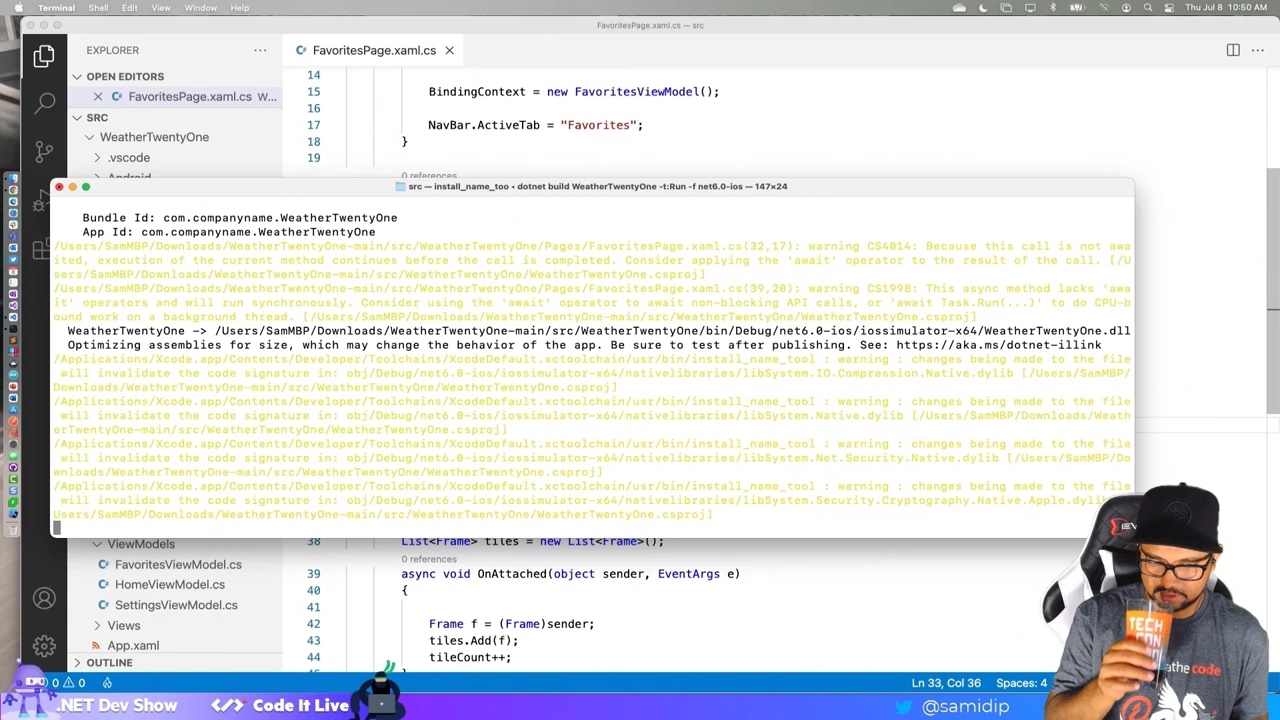 Terminal Shell Edit View Window Help
Thu Jul 8 10:50 AM
FavoritesPage.xaml.cs — src
EXPLORER
FavoritesPage.xaml.cs
OPEN EDITORS
FavoritesPage.xaml.cs W...
SRC
WeatherTwentyOne
.vscode
14
15 BindingContext = new FavoritesViewModel();
16
17 NavBar.ActiveTab = "Favorites";
18 }
19
0 references
src — install_name_too • dotnet build WeatherTwentyOne -t:Run -f net6.0-ios — 147×24
Bundle Id: com.companyname.WeatherTwentyOne
App Id: com.companyname.WeatherTwentyOne
/Users/SamMBP/Downloads/WeatherTwentyOne-main/src/WeatherTwentyOne/Pages/FavoritesPage.xaml.cs(32,17): warning CS4014: Because this call is not awa
ited, execution of the current method continues before the call is completed. Consider applying the 'await' operator to the result of the call. [/U
sers/SamMBP/Downloads/WeatherTwentyOne-main/src/WeatherTwentyOne/WeatherTwentyOne.csproj]
/Users/SamMBP/Downloads/WeatherTwentyOne-main/src/WeatherTwentyOne/Pages/FavoritesPage.xaml.cs(39,20): warning CS1998: This async method lacks 'awa
it' operators and will run synchronously. Consider using the 'await' operator to await non-blocking API calls, or 'await Task.Run(...)' to do CPU-b
ound work on a background thread. [/Users/SamMBP/Downloads/WeatherTwentyOne-main/src/WeatherTwentyOne/WeatherTwentyOne.csproj]
WeatherTwentyOne -> /Users/SamMBP/Downloads/WeatherTwentyOne-main/src/WeatherTwentyOne/bin/Debug/net6.0-ios/iossimulator-x64/WeatherTwentyOne.dll
Optimizing assemblies for size, which may change the behavior of the app. Be sure to test after publishing. See: https://aka.ms/dotnet-illink
/Applications/Xcode.app/Contents/Developer/Toolchains/XcodeDefault.xctoolchain/usr/bin/install_name_tool : warning : changes being made to the file
will invalidate the code signature in: obj/Debug/net6.0-ios/iossimulator-x64/nativelibraries/libSystem.IO.Compression.Native.dylib [/Users/SamMBP/
Downloads/WeatherTwentyOne-main/src/WeatherTwentyOne/WeatherTwentyOne.csproj]
/Applications/Xcode.app/Contents/Developer/Toolchains/XcodeDefault.xctoolchain/usr/bin/install_name_tool : warning : changes being made to the file
will invalidate the code signature in: obj/Debug/net6.0-ios/iossimulator-x64/nativelibraries/libSystem.Native.dylib [/Users/SamMBP/Downloads/Weath
erTwentyOne-main/src/WeatherTwentyOne/WeatherTwentyOne.csproj]
/Applications/Xcode.app/Contents/Developer/Toolchains/XcodeDefault.xctoolchain/usr/bin/install_name_tool : warning : changes being made to the file
will invalidate the code signature in: obj/Debug/net6.0-ios/iossimulator-x64/nativelibraries/libSystem.Net.Security.Native.dylib [/Users/SamMBP/Do
wnloads/WeatherTwentyOne-main/src/WeatherTwentyOne/WeatherTwentyOne.csproj]
/Applications/Xcode.app/Contents/Developer/Toolchains/XcodeDefault.xctoolchain/usr/bin/install_name_tool : warning : changes being made to the file
will invalidate the code signature in: obj/Debug/net6.0-ios/iossimulator-x64/nativelibraries/libSystem.Security.Cryptography.Native.Apple.dylib
Users/SamMBP/Downloads/WeatherTwentyOne-main/src/WeatherTwentyOne/WeatherTwentyOne.csproj]
ViewModels
FavoritesViewModel.cs
HomeViewModel.cs
SettingsViewModel.cs
Views
App.xaml
OUTLINE
38 List<Frame> tiles = new List<Frame>();
0 references
39 async void OnAttached(object sender, EventArgs e)
40 {
41
42 Frame f = (Frame)sender;
43 tiles.Add(f);
44 tileCount++;
TECH
CON
0 0
Ln 33, Col 36 Spaces: 4
.NET Dev Show </> Code It Live
@samidip